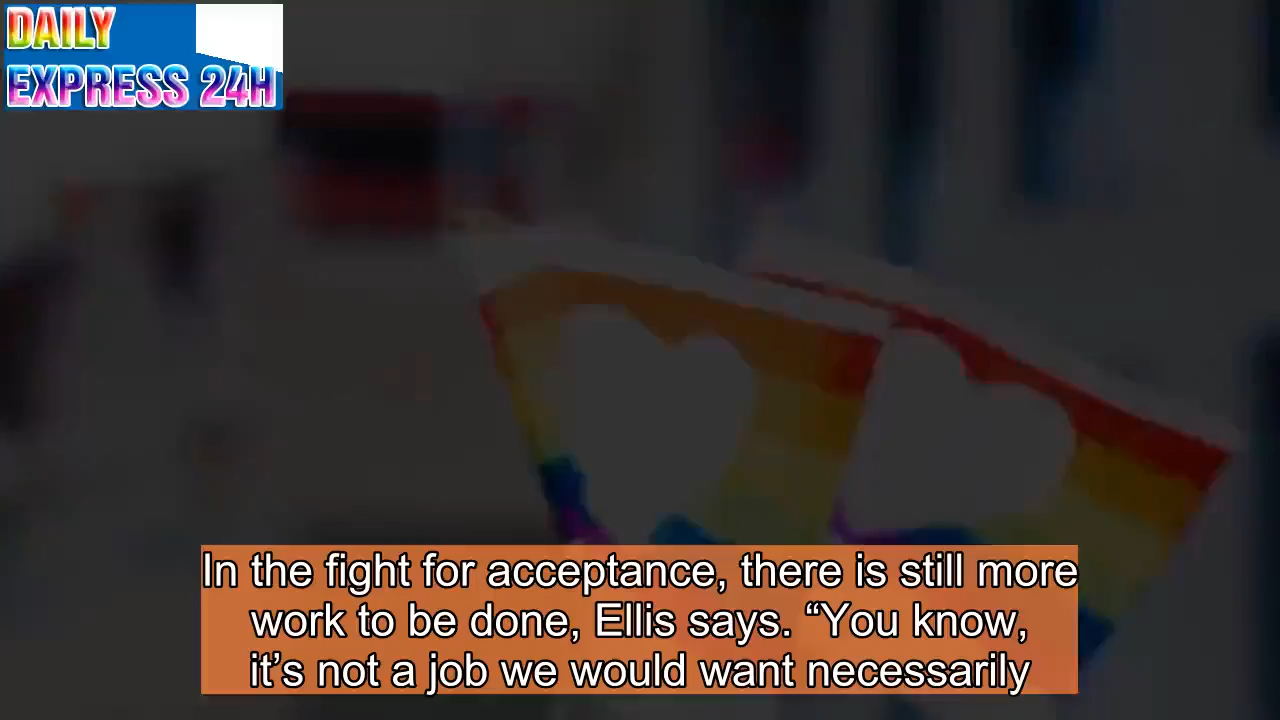 DAILY
EXPRESS 24H
In the fight for acceptance, there is still more
work to be done, Ellis says. “You know,
it’s not a job we would want necessarily